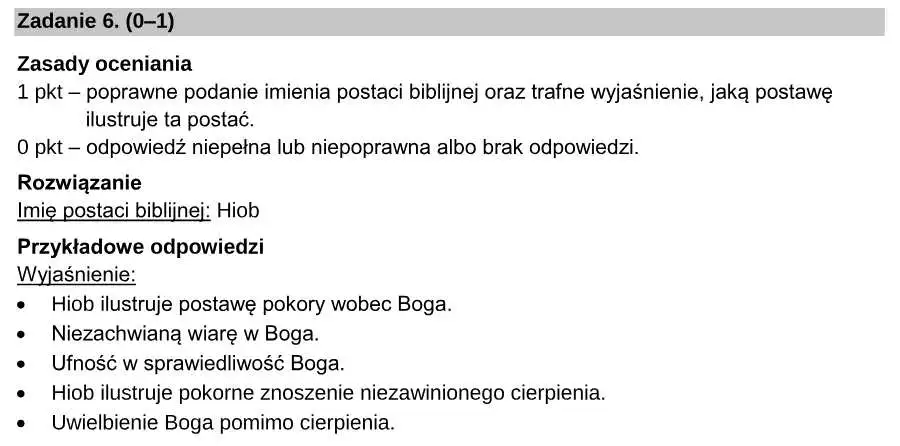 Zadanie 6. (0–1)
Zasady oceniania
1 pkt – poprawne podanie imienia postaci biblijnej oraz trafne wyjaśnienie, jaką postawę
ilustruje ta postać.
0 pkt – odpowiedź niepełna lub niepoprawna albo brak odpowiedzi.
Rozwiązanie
Imię postaci biblijnej: Hiob
Przykładowe odpowiedzi
Wyjaśnienie:
• Hiob ilustruje postawę pokory wobec Boga.
• Niezachwianą wiarę w Boga.
• Ufność w sprawiedliwość Boga.
• Hiob ilustruje pokorne znoszenie niezawinionego cierpienia.
• Uwielbienie Boga pomimo cierpienia.